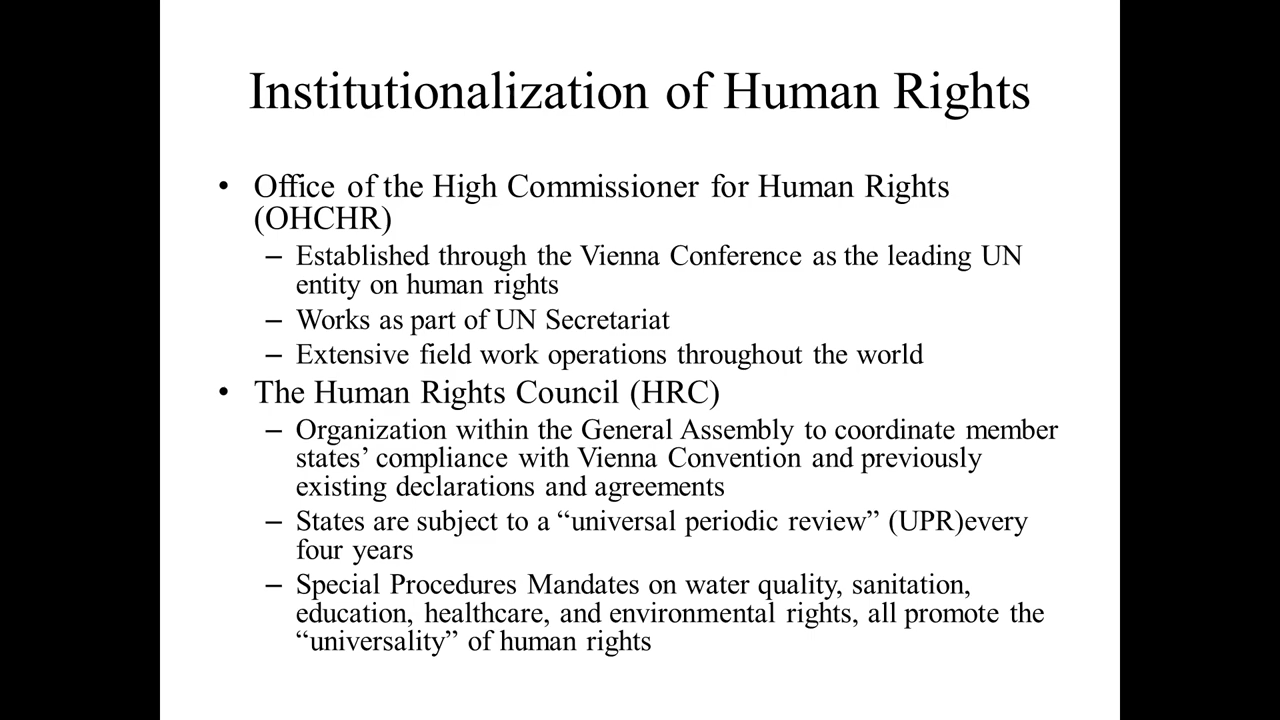 Institutionalization of Human Rights
• Office of the High Commissioner for Human Rights
(OHCHR)
– Established through the Vienna Conference as the leading UN
entity on human rights
– Works as part of UN Secretariat
– Extensive field work operations throughout the world
• The Human Rights Council (HRC)
– Organization within the General Assembly to coordinate member
states’ compliance with Vienna Convention and previously
existing declarations and agreements
– States are subject to a “universal periodic review” (UPR)every
four years
– Special Procedures Mandates on water quality, sanitation,
education, healthcare, and environmental rights, all promote the
“universality” of human rights